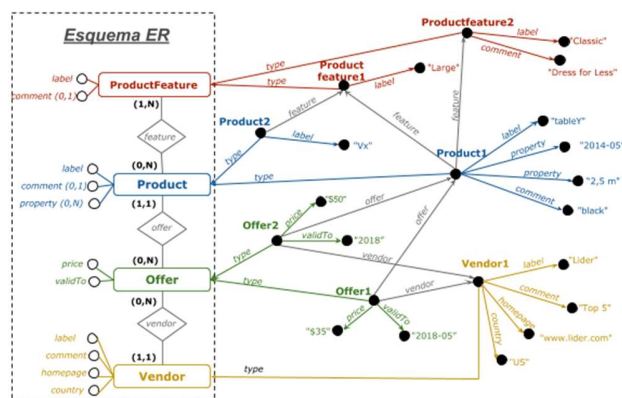 Esquema ER
label
comment (0,1)
ProductFeature
(1,N)
feature
(0,N)
label
comment (0,1)
property (0,N)
Product
(1,1)
offer
(0,N)
price
validTo
Offer
(0,N)
vendor
(1,1)
label
comment
homepage
country
Vendor
Productfeature2
label
"Classic"
comment
"Dress for Less"
type
type
Product
feature1
"Large"
label
feature
feature
feature
Product2
label
"Vx"
type
type
Product1
label
"tableY"
property
"2014-05"
property
"2,5 m"
comment
"black"
offer
offer
"$50"
price
Offer2
validTo
"2018"
vendor
type
type
Offer1
vendor
price
validTo
"$35"
"2018-05"
Vendor1
label
"Lider"
comment
"Top 5"
homepage
"www.lider.com"
country
"US"
type